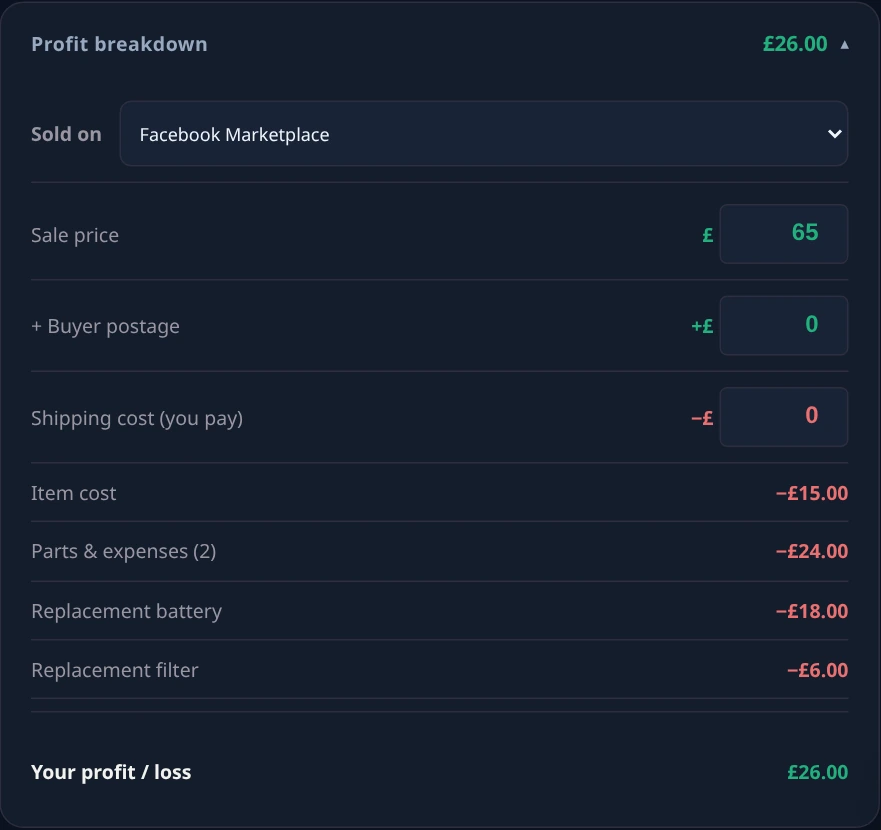 Profit breakdown £26.00 ▲
Sold on Facebook Marketplace
Sale price £ 65
+ Buyer postage +£ 0
Shipping cost (you pay) −£ 0
Item cost −£15.00
Parts & expenses (2) −£24.00
Replacement battery −£18.00
Replacement filter −£6.00
Your profit / loss £26.00